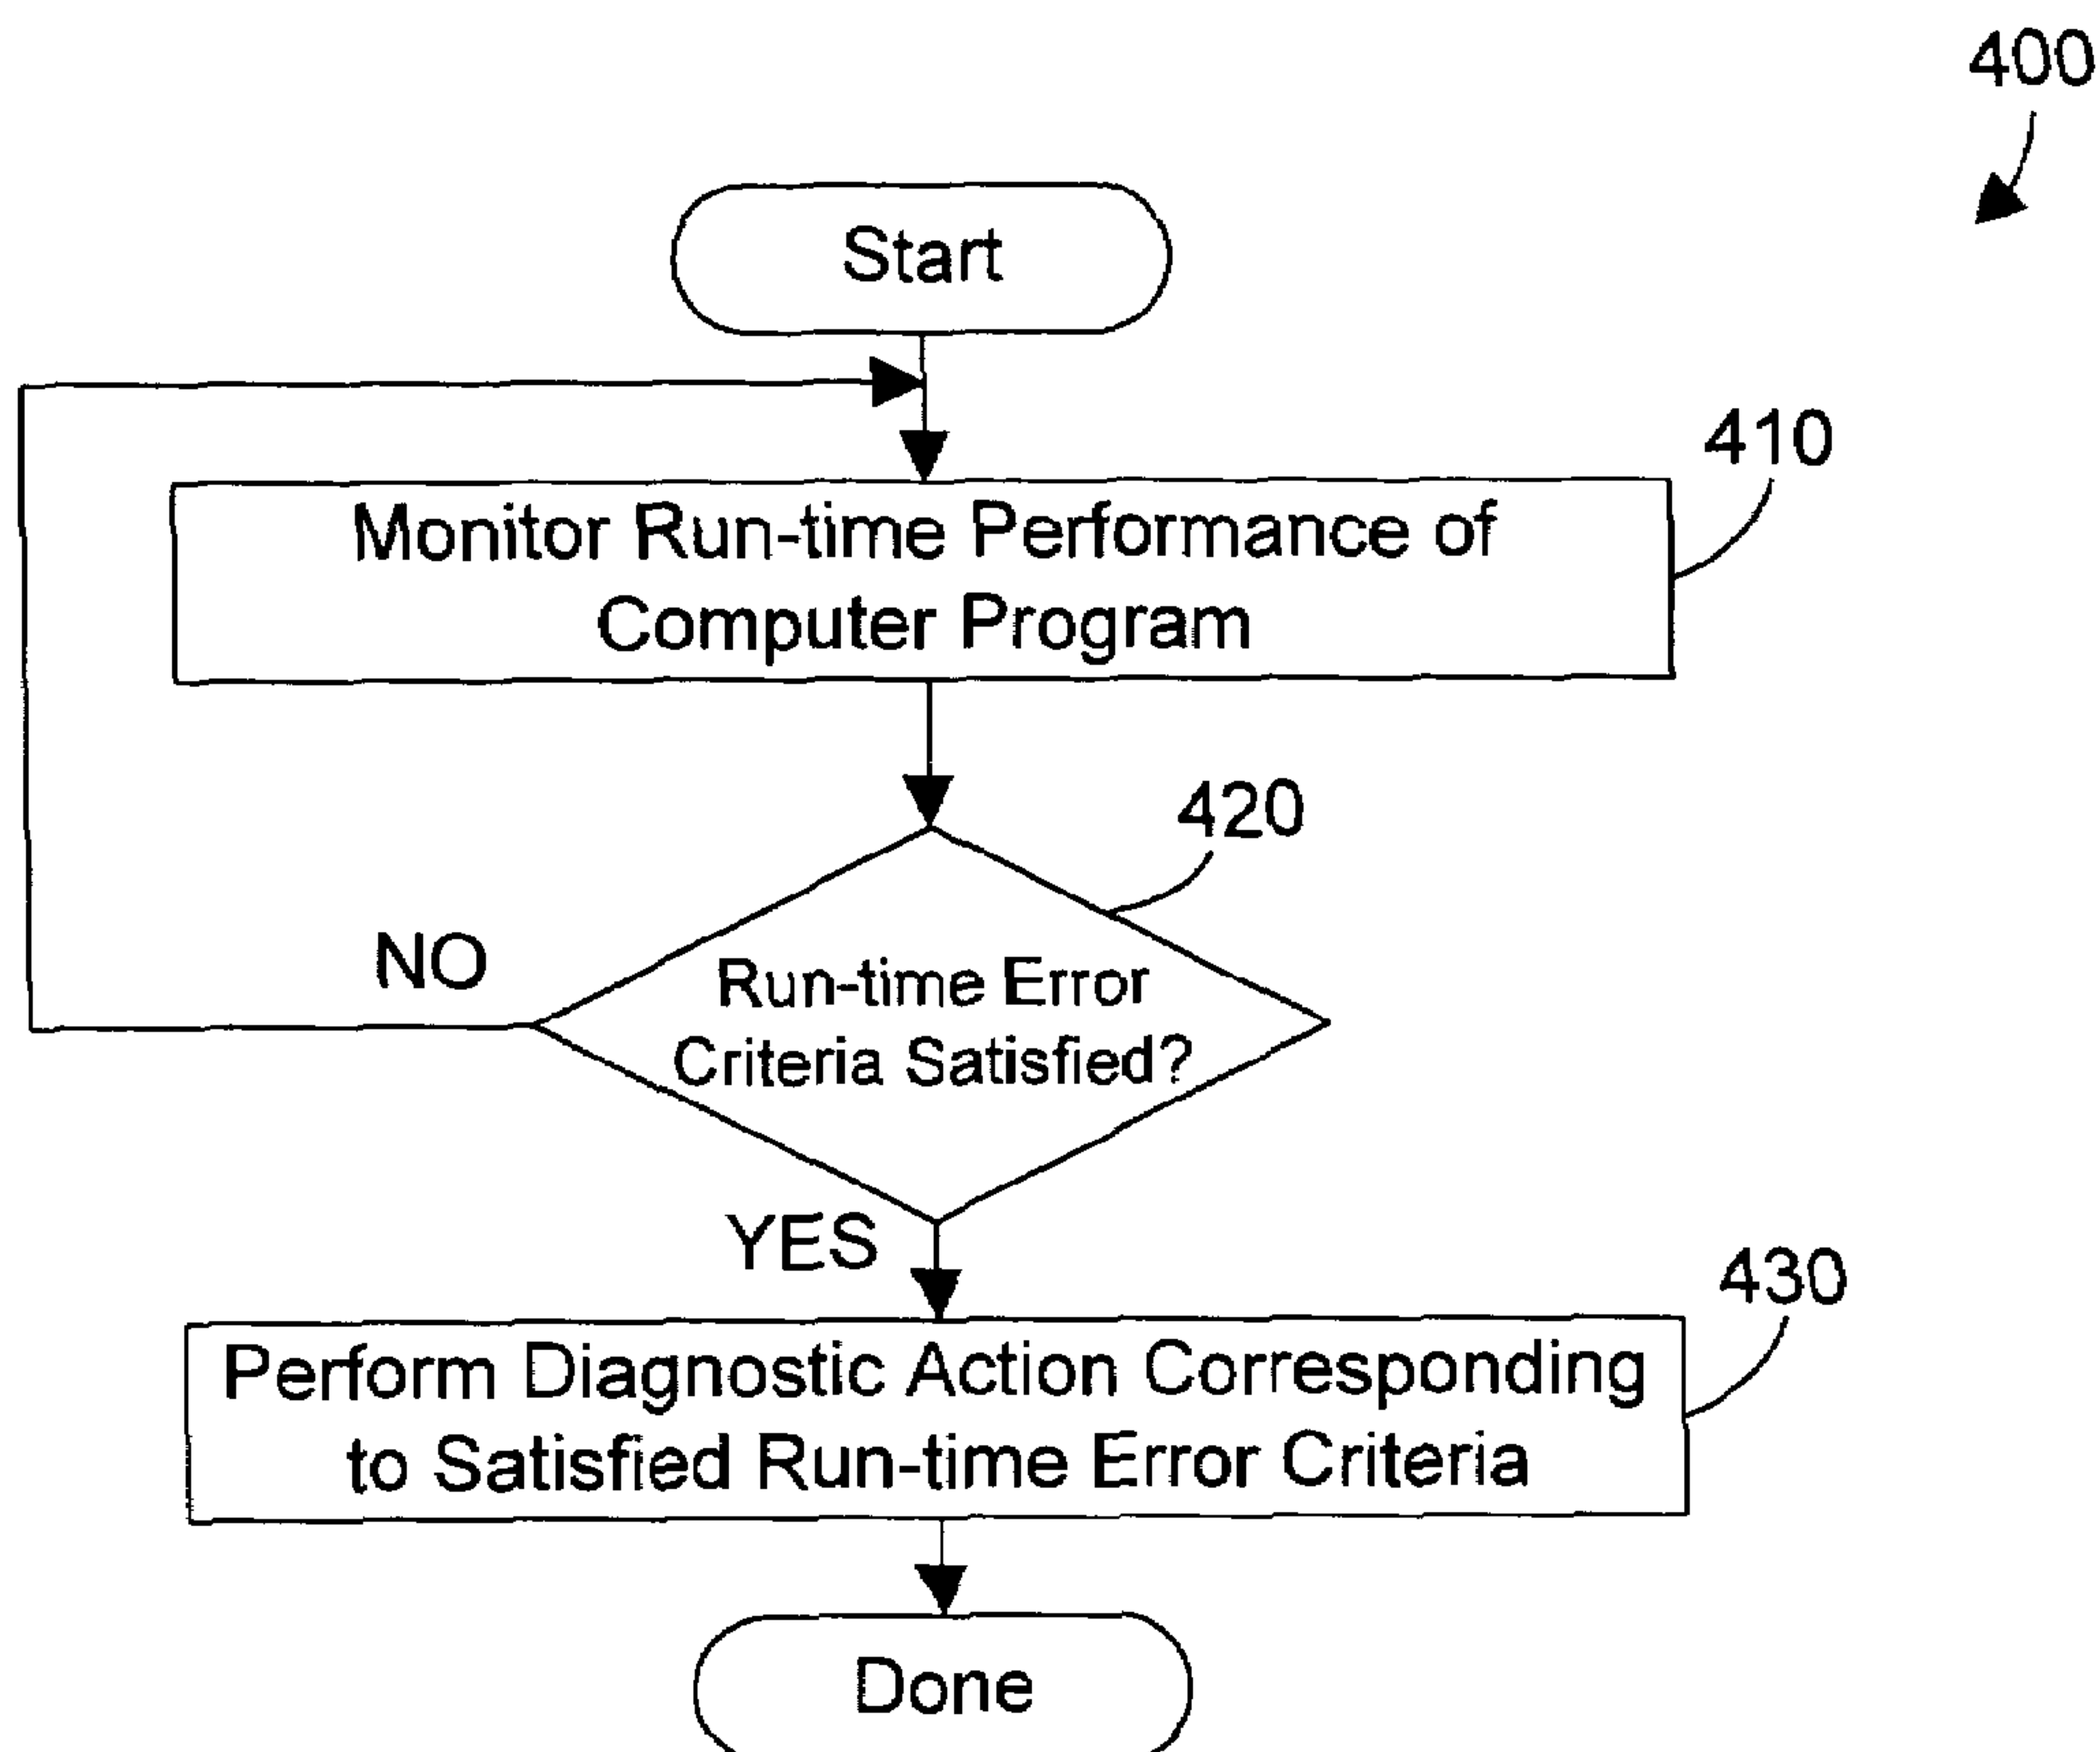 400
Start
410
Monitor Run-time Performance of
Computer Program
420
NO
Run-time Error
Criteria Satisfied?
YES
430
Perform Diagnostic Action Corresponding
to Satisfied Run-time Error Criteria
Done